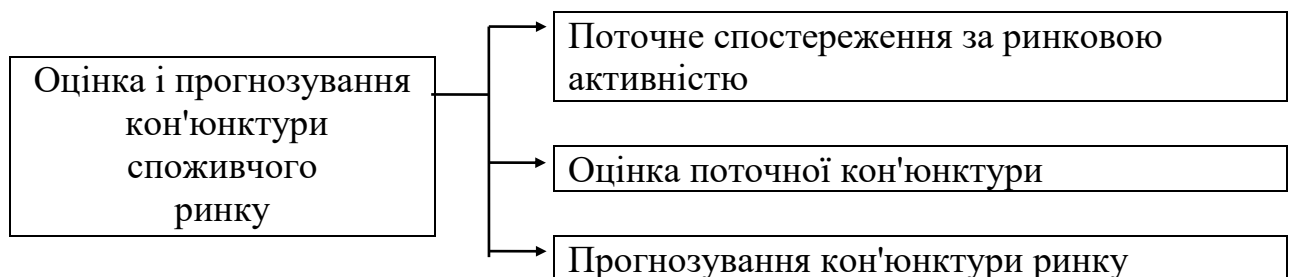 Оцінка і прогнозування
кон'юнктури
споживчого
ринку
Поточне спостереження за ринковою
активністю
Оцінка поточної кон'юнктури
Прогнозування кон'юнктури ринку